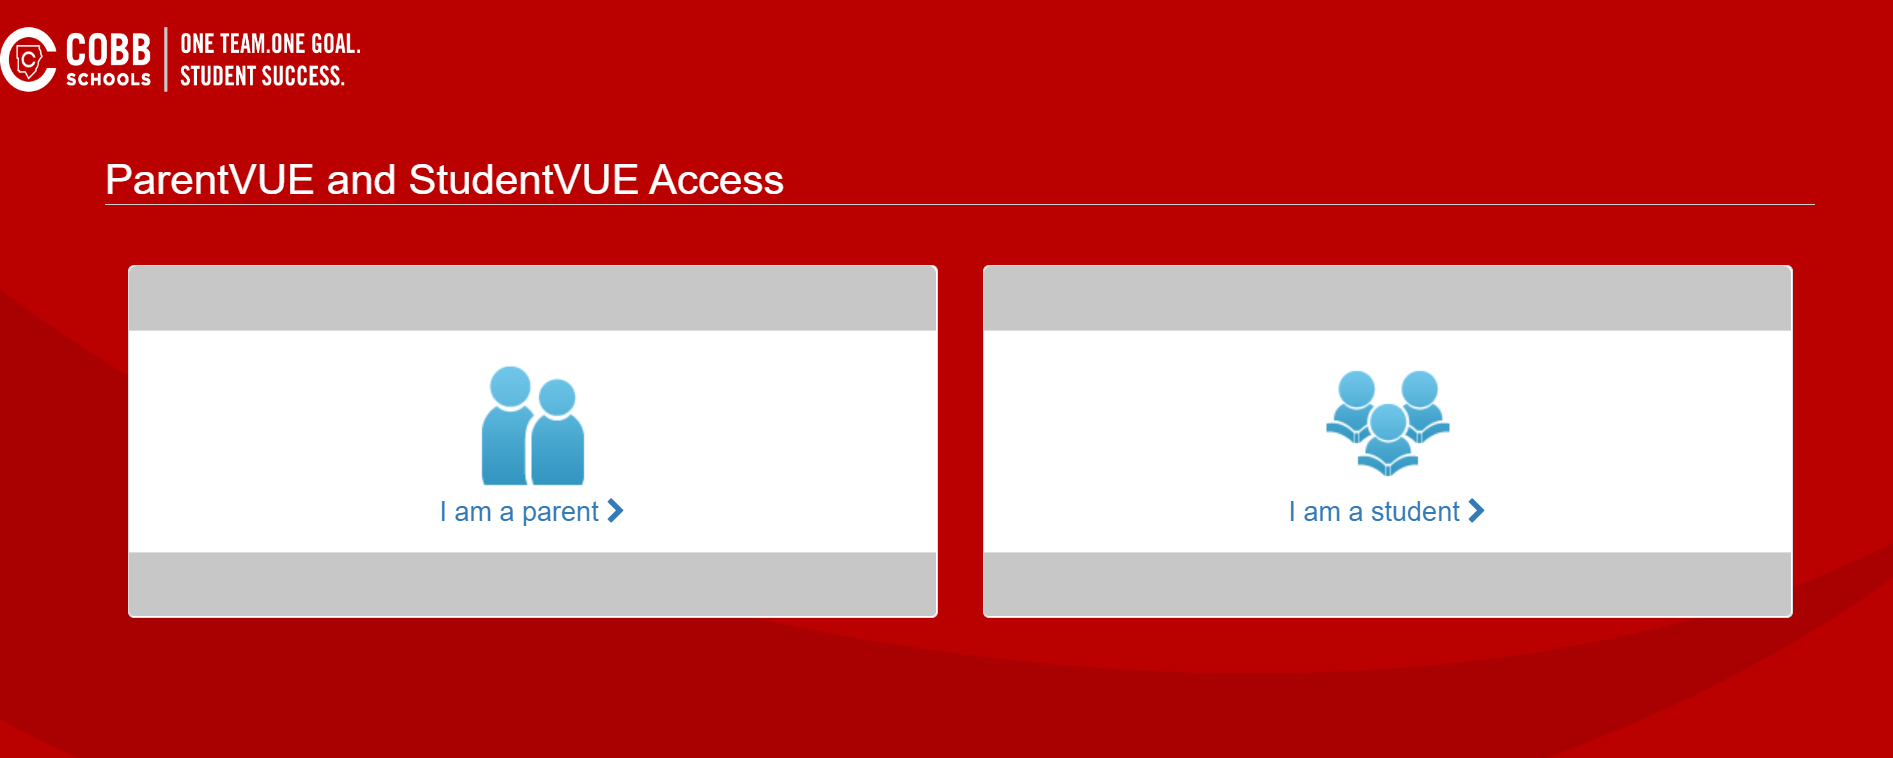 C
COBB
SCHOOLS
ONE TEAM.ONE GOAL.
STUDENT SUCCESS.
ParentVUE and StudentVUE Access
I am a parent
I am a student